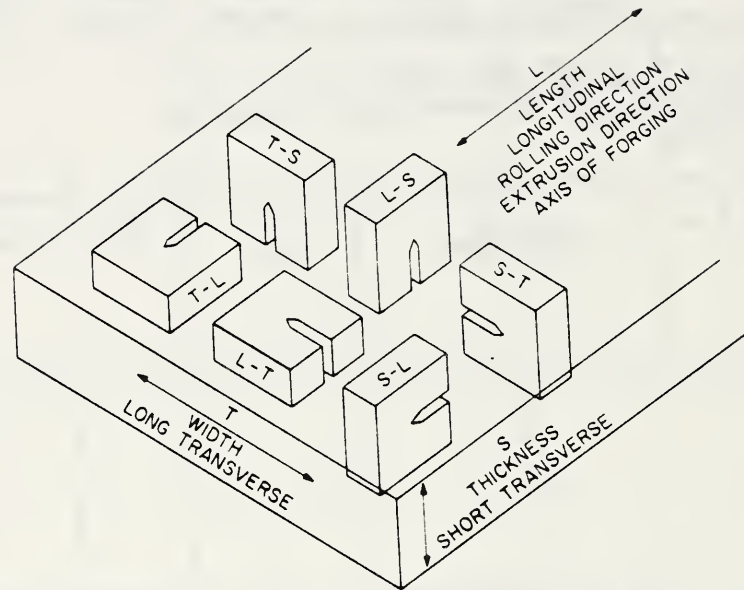 L
LENGTH
LONGITUDINAL
ROLLING DIRECTION
EXTRUSION DIRECTION
AXIS OF FORGING
T-S
L-S
S-T
T-L
L-T
S-L
T
WIDTH
LONG TRANSVERSE
S
THICKNESS
SHORT TRANSVERSE